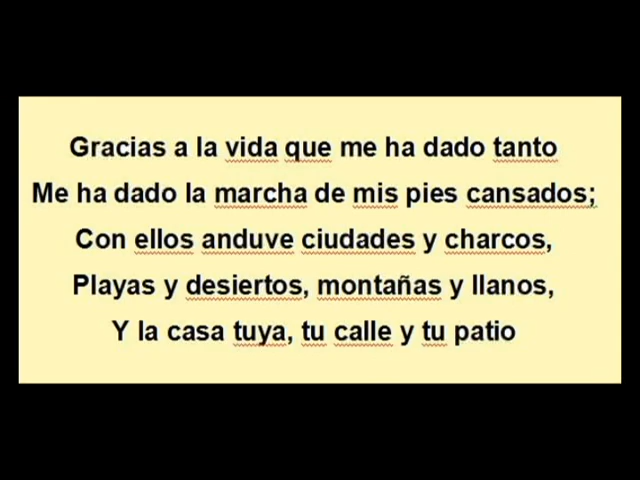 Gracias a la vida que me ha dado tanto
Me ha dado la marcha de mis pies cansados;
Con ellos anduve ciudades y charcos,
Playas y desiertos, montañas y llanos,
Y la casa tuya, tu calle y tu patio